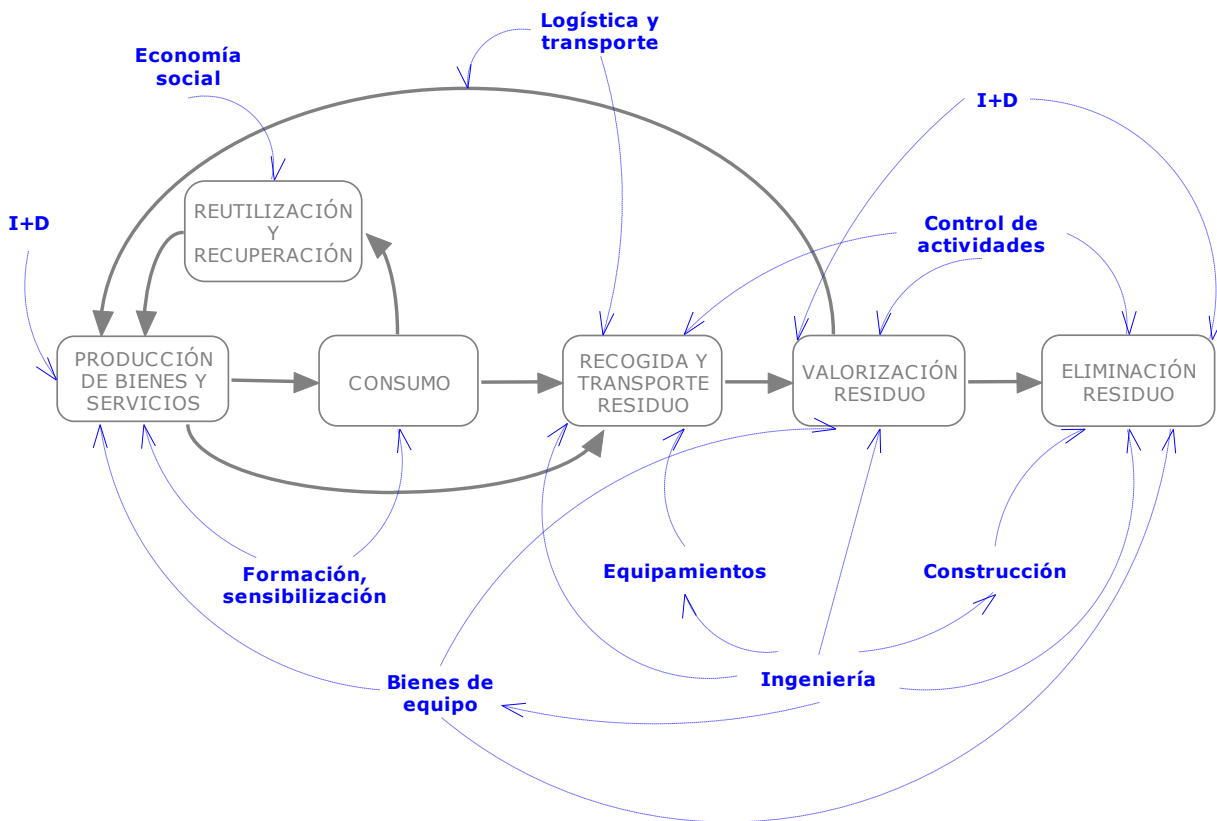 Logística y
transporte
Economía
social
I+D
REUTILIZACIÓN
Y
RECUPERACIÓN
I+D
Control de
actividades
PRODUCCIÓN
DE BIENES Y
SERVICIOS
CONSUMO
RECOGIDA Y
TRANSPORTE
RESIDUO
VALORIZACIÓN
RESIDUO
ELIMINACIÓN
RESIDUO
Formación,
sensibilización
Equipamientos
Construcción
Bienes de
equipo
Ingeniería